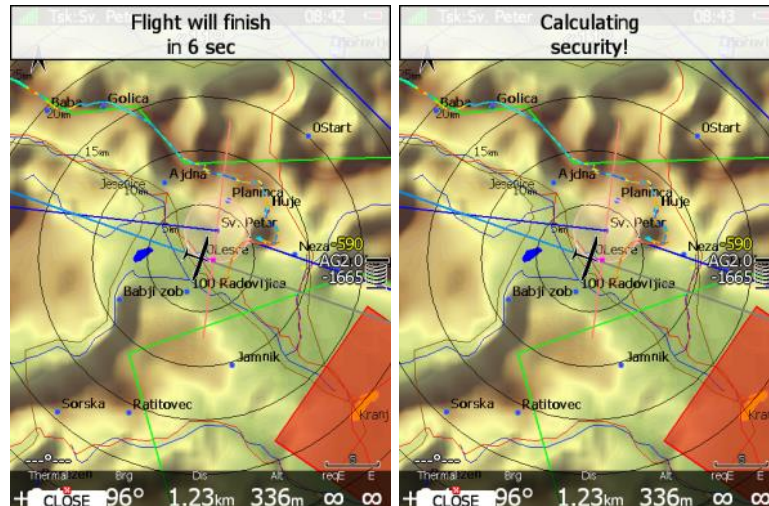 Tsk:Sv. Peter 08:42
Flight will finish
in 6 sec
Baba
Golica
20km
0Start
15km
Ajdna
Jesenice
10km
Planinca
Huje
Sv. Peter
5km
Lesce
Neza
-590
AG2.0
-1665
100 Radovljica
Babji zob
Jamnik
Sorska
Ratitovec
Kranj
5
---°---
Thermal Brg Dis Alt reqE E
CLOSE 96° 1.23km 336m ∞ ∞
Tsk:Sv. Peter 08:43
Calculating
security!
Baba
Golica
20km
0Start
15km
Ajdna
Jesenice
10km
Planinca
Huje
Sv. Peter
5km
Lesce
Neza
-590
AG2.0
-1665
100 Radovljica
Babji zob
Jamnik
Sorska
Ratitovec
Kranj
5
---°---
Thermal Brg Dis Alt reqE E
CLOSE 96° 1.23km 336m ∞ ∞